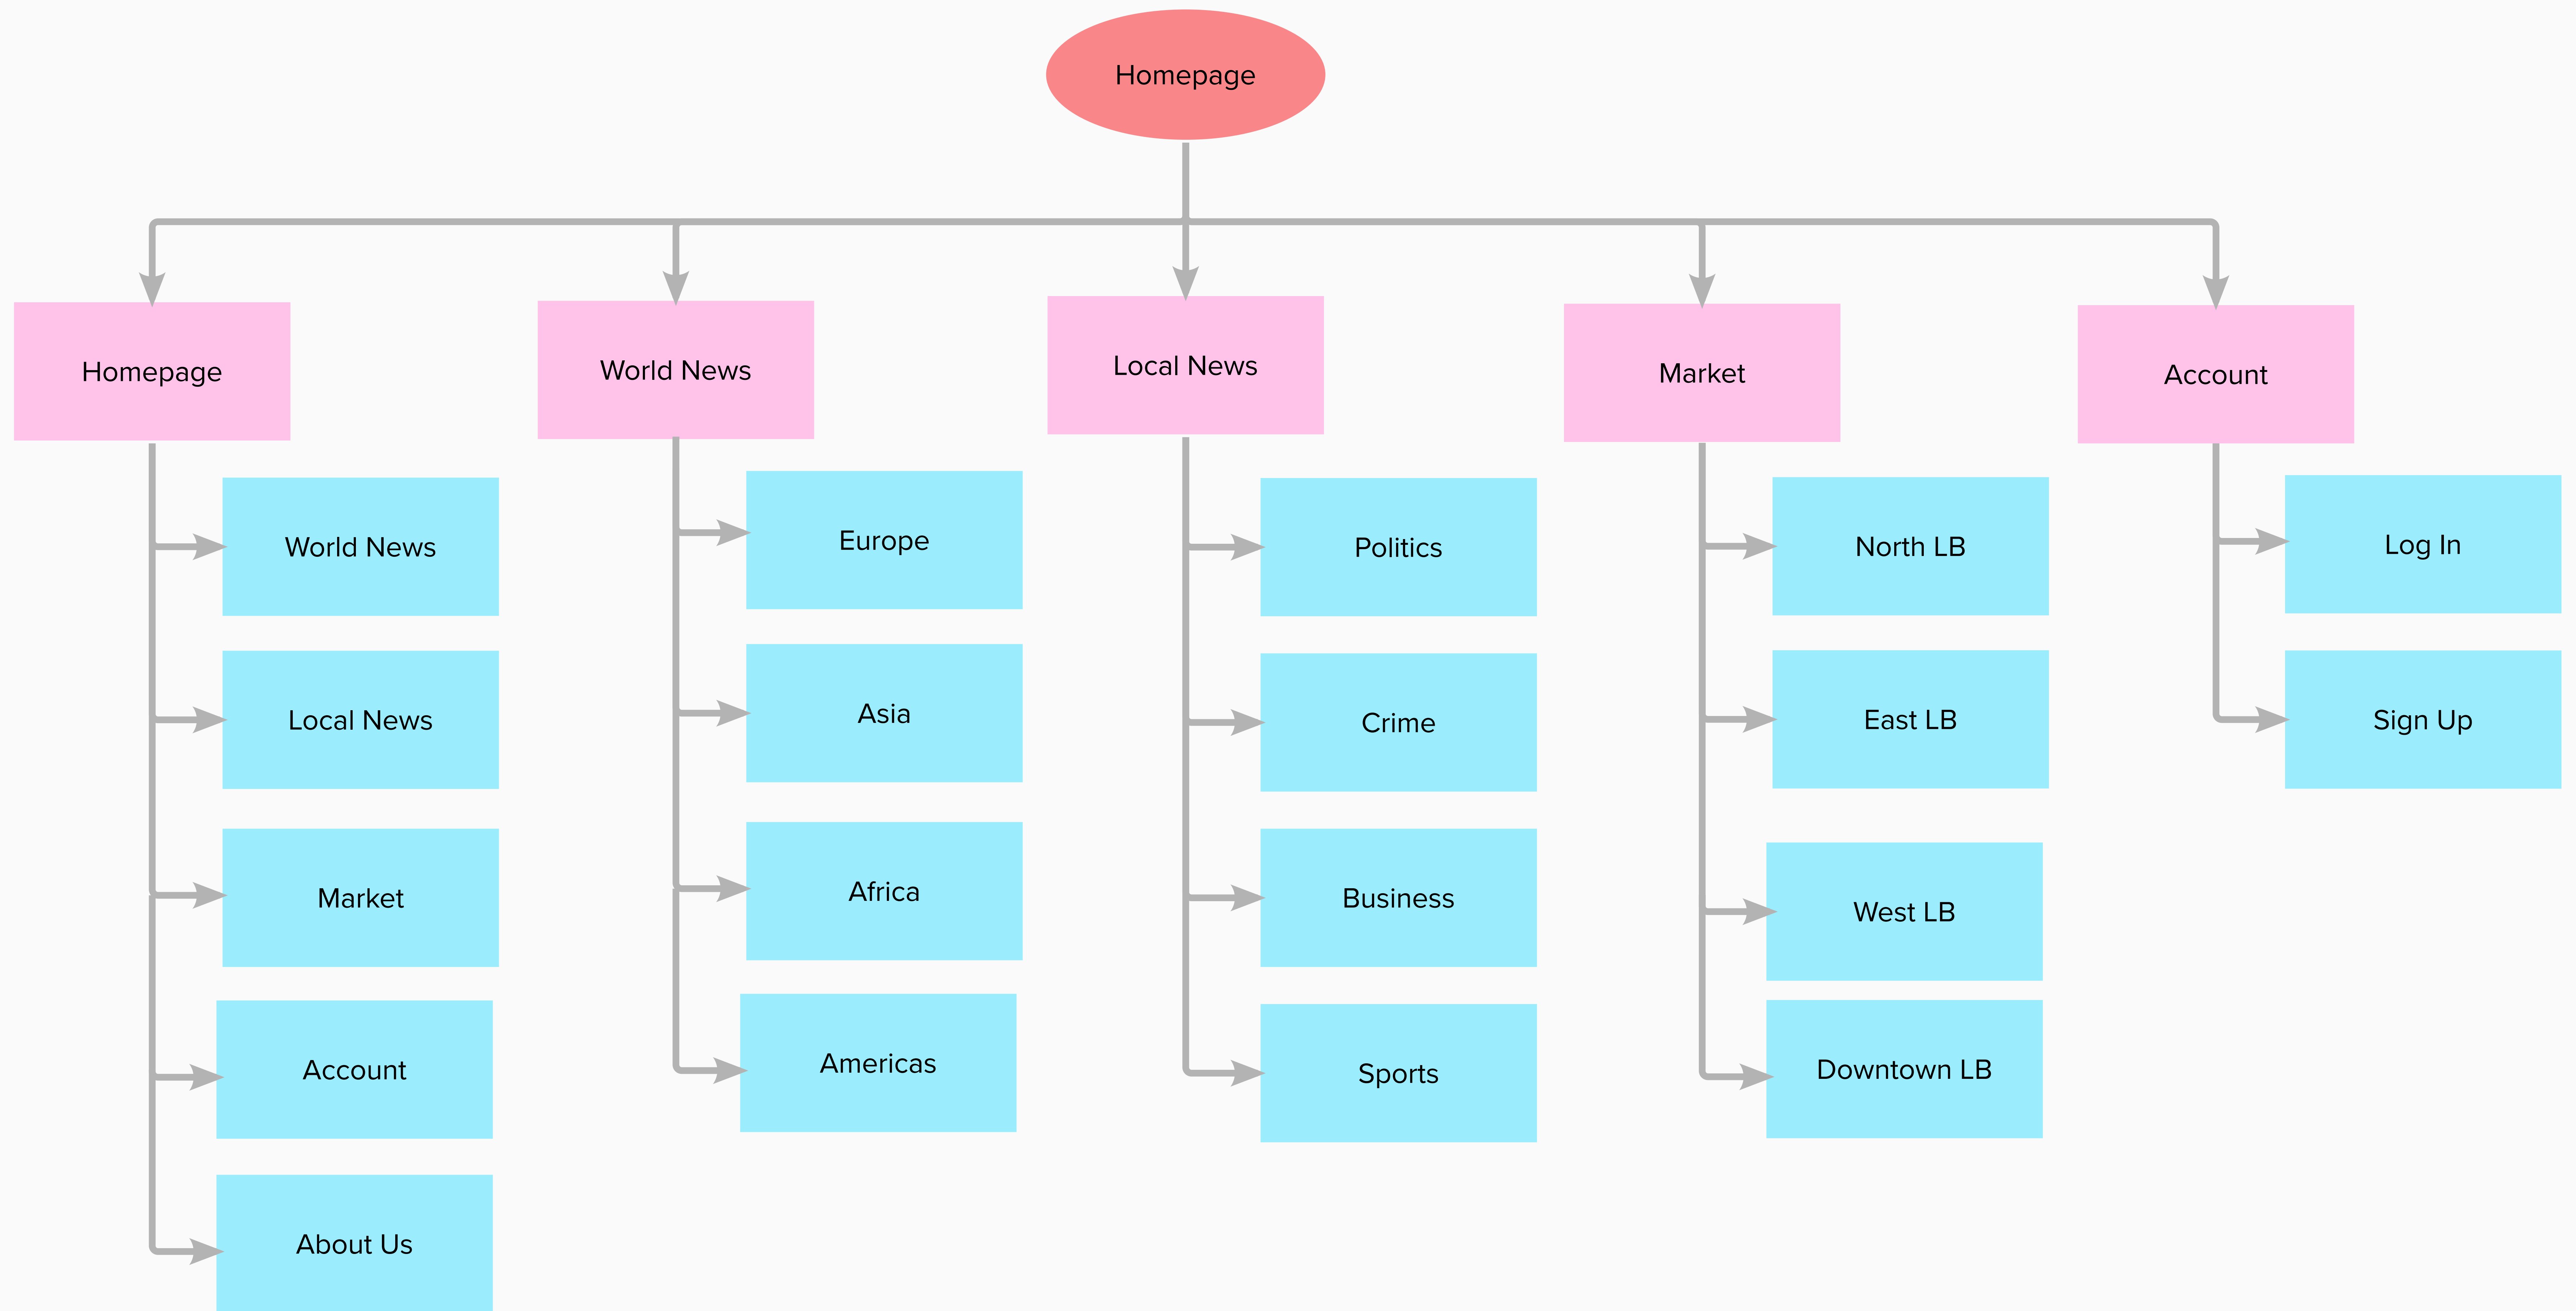 Homepage
Homepage
World News
Local News
Market
Account
About Us
World News
Europe
Asia
Africa
Americas
Local News
Politics
Crime
Business
Sports
Market
North LB
East LB
West LB
Downtown LB
Account
Log In
Sign Up